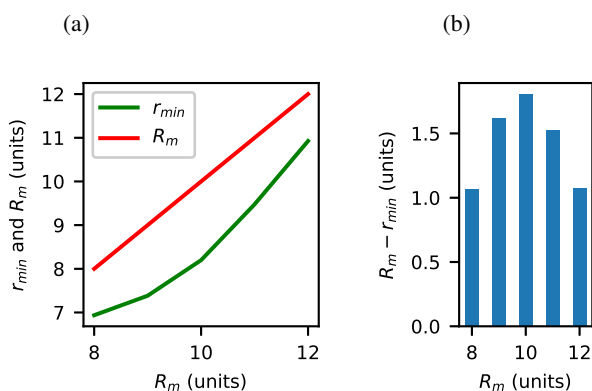 (a)
(b)
r_min and R_m (units)
12
11
10
9
8
7
r_min
R_m
8
10
12
R_m (units)
R_m − r_min
1.5
1.0
0.5
0.0
8
10
12
R_m (units)